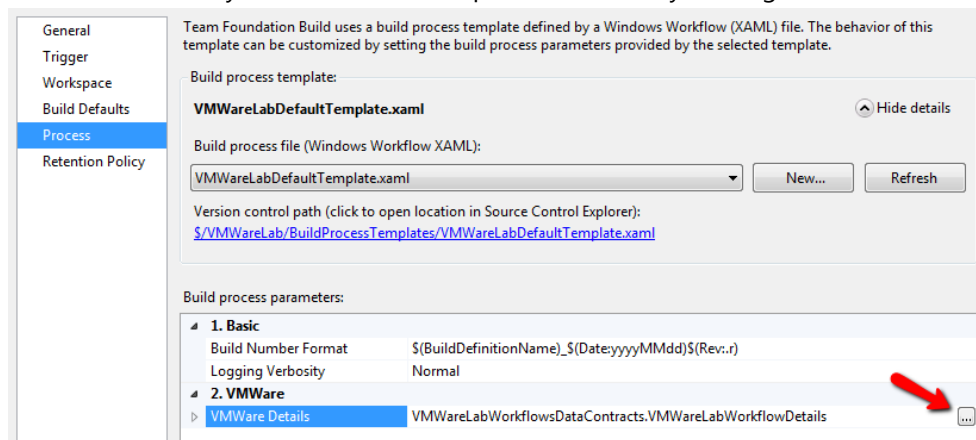 General
Trigger
Workspace
Build Defaults
Process
Retention Policy
Team Foundation Build uses a build process template defined by a Windows Workflow (XAML) file. The behavior of this
template can be customized by setting the build process parameters provided by the selected template.
Build process template:
VMWareLabDefaultTemplate.xaml
Hide details
Build process file (Windows Workflow XAML):
VMWareLabDefaultTemplate.xaml
New...
Refresh
Version control path (click to open location in Source Control Explorer):
$/VMWareLab/BuildProcessTemplates/VMWareLabDefaultTemplate.xaml
Build process parameters:
1. Basic
Build Number Format $(BuildDefinitionName)_$(Date:yyyyMMdd)$(Rev:.r)
Logging Verbosity Normal
2. VMWare
VMWare Details VMWareLabWorkflowsDataContracts.VMWareLabWorkflowDetails ...